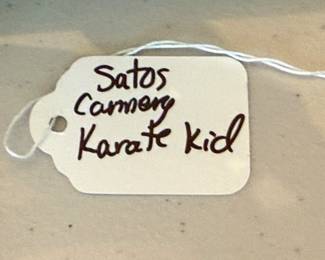 Satos
Cannery
Karate Kid